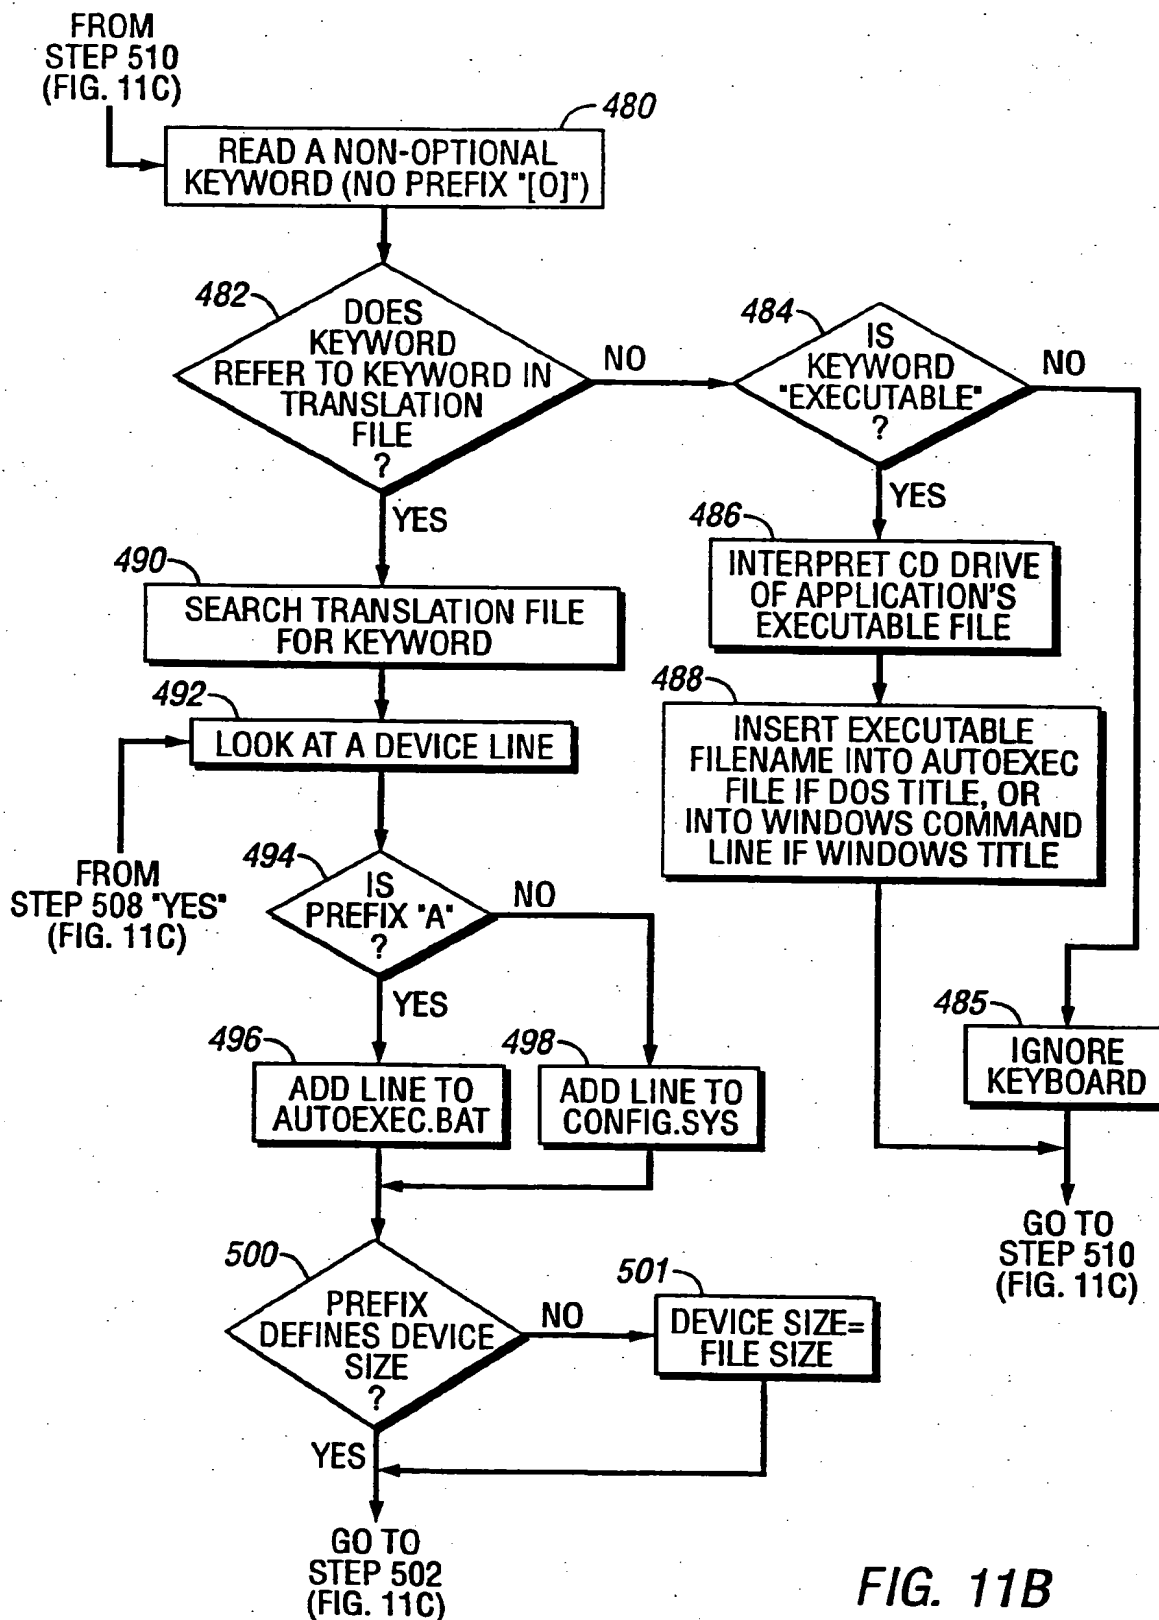 FROM
STEP 510
(FIG. 11C)
480
READ A NON-OPTIONAL
KEYWORD (NO PREFIX "[O]")
482
DOES
KEYWORD
REFER TO KEYWORD IN
TRANSLATION
FILE
?
NO
YES
484
IS
KEYWORD
"EXECUTABLE"
?
NO
YES
486
INTERPRET CD DRIVE
OF APPLICATION'S
EXECUTABLE FILE
488
INSERT EXECUTABLE
FILENAME INTO AUTOEXEC
FILE IF DOS TITLE, OR
INTO WINDOWS COMMAND
LINE IF WINDOWS TITLE
485
IGNORE
KEYBOARD
GO TO
STEP 510
(FIG. 11C)
490
SEARCH TRANSLATION FILE
FOR KEYWORD
492
LOOK AT A DEVICE LINE
FROM
STEP 508 "YES"
(FIG. 11C)
494
IS
PREFIX "A"
?
NO
YES
496
ADD LINE TO
AUTOEXEC.BAT
498
ADD LINE TO
CONFIG.SYS
500
PREFIX
DEFINES DEVICE
SIZE
?
NO
YES
501
DEVICE SIZE=
FILE SIZE
GO TO
STEP 502
(FIG. 11C)
FIG. 11B